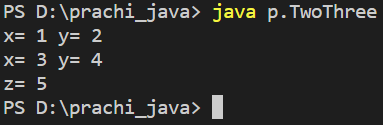 PS D:\prachi_java> java p.TwoThree
x= 1 y= 2
x= 3 y= 4
z= 5
PS D:\prachi_java>